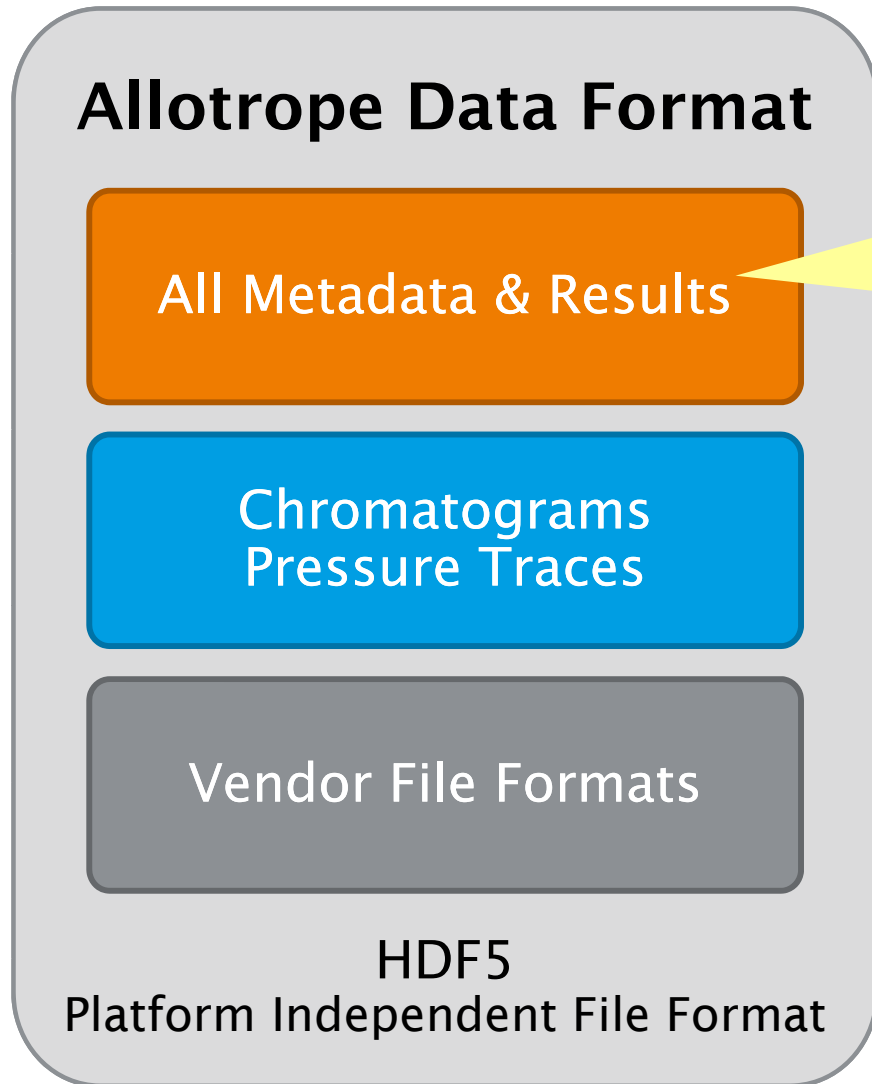 Allotrope Data Format
All Metadata & Results
Chromatograms
Pressure Traces
Vendor File Formats
HDF5
Platform Independent File Format